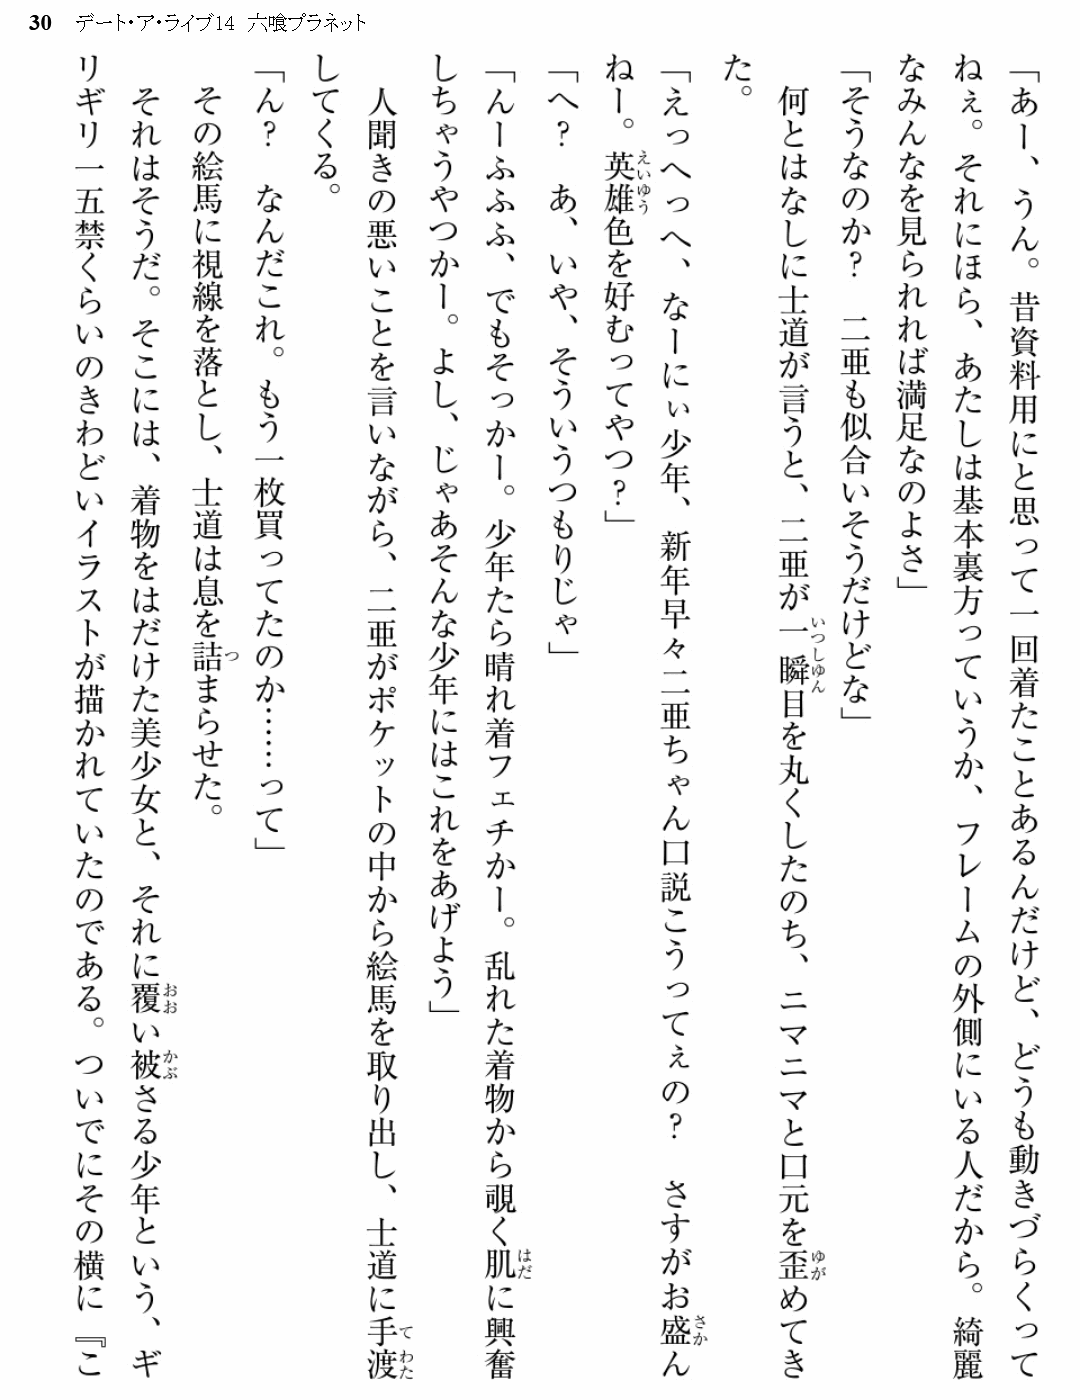 30 デート・ア・ライブ14 六喰プラネット
「あー、うん。昔資料用にと思って一回着たことあるんだけど、どうも動きづらくって
ねぇ。それにほら、あたしは基本裏方っていうか、フレームの外側にいる人だから。綺麗
なみんなを見られれば満足なのよさ」
「そうなのか？　二亜も似合いそうだけどな」
　何とはなしに士道が言うと、二亜が一瞬目を丸くしたのち、ニマニマと口元を歪めてき
た。
「えっへっへ、なーにぃ少年、新年早々二亜ちゃん口説こうってぇの？　さすがお盛ん
ねー。英雄色を好むってやつ？」
「へ？　あ、いや、そういうつもりじゃ」
「んーふふふ、でもそっかー。少年たら晴れ着フェチかー。乱れた着物から覗く肌に興奮
しちゃうやつかー。よし、じゃあそんな少年にはこれをあげよう」
　人聞きの悪いことを言いながら、二亜がポケットの中から絵馬を取り出し、士道に手渡
してくる。
「ん？　なんだこれ。もう一枚買ってたのか……って」
　その絵馬に視線を落とし、士道は息を詰まらせた。
　それはそうだ。そこには、着物をはだけた美少女と、それに覆い被さる少年という、ギ
リギリ一五禁くらいのきわどいイラストが描かれていたのである。ついでにその横に『こ